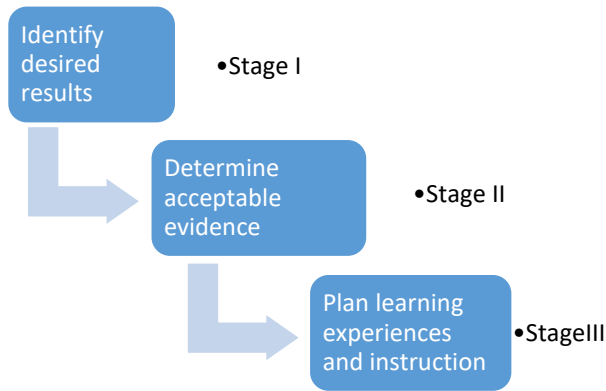 Identify
desired
results
•Stage I
Determine
acceptable
evidence
•Stage II
Plan learning
experiences
and instruction
•StageIII